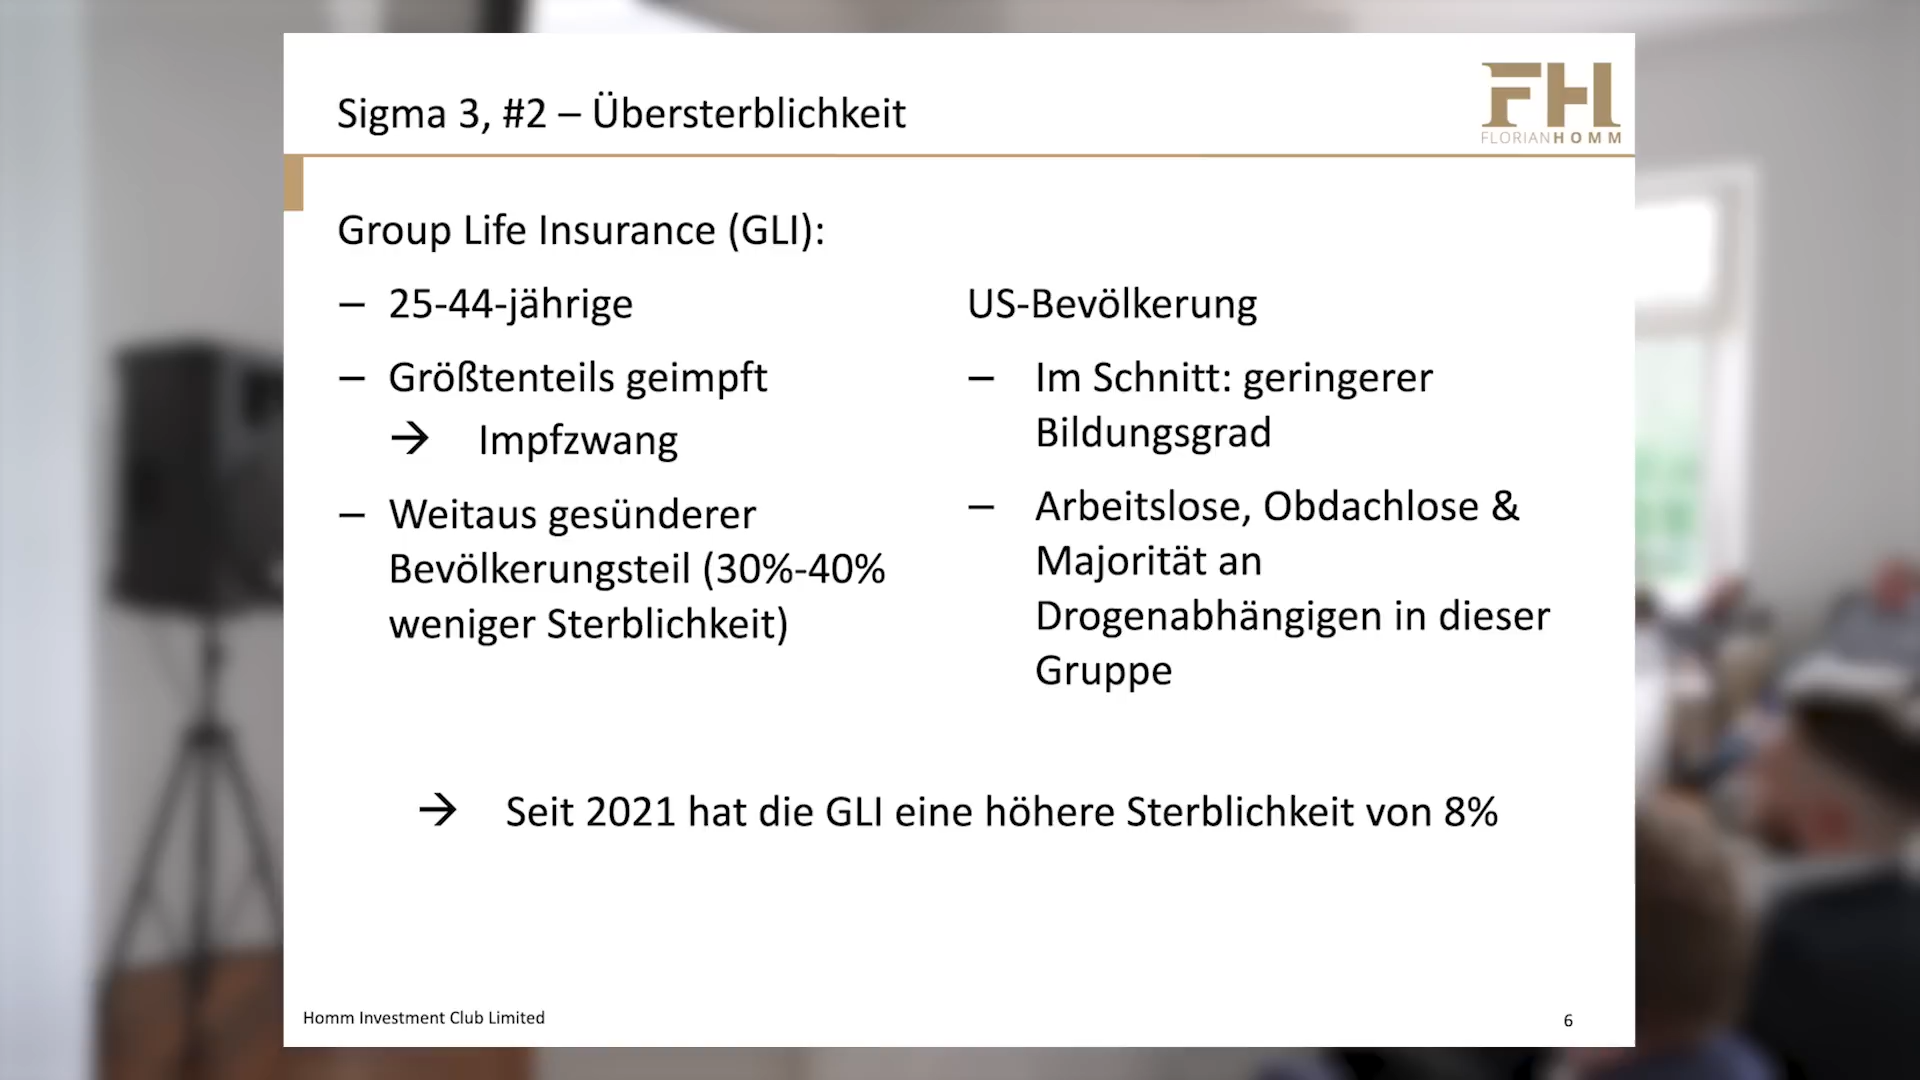 Sigma 3, #2 – Übersterblichkeit
FH
FLORIANHOMM
Group Life Insurance (GLI):
– 25-44-jährige
– Größtenteils geimpft
→ Impfzwang
– Weitaus gesünderer
Bevölkerungsteil (30%-40%
weniger Sterblichkeit)
US-Bevölkerung
– Im Schnitt: geringerer
Bildungsgrad
– Arbeitslose, Obdachlose &
Majorität an
Drogenabhängigen in dieser
Gruppe
→ Seit 2021 hat die GLI eine höhere Sterblichkeit von 8%
Homm Investment Club Limited
6